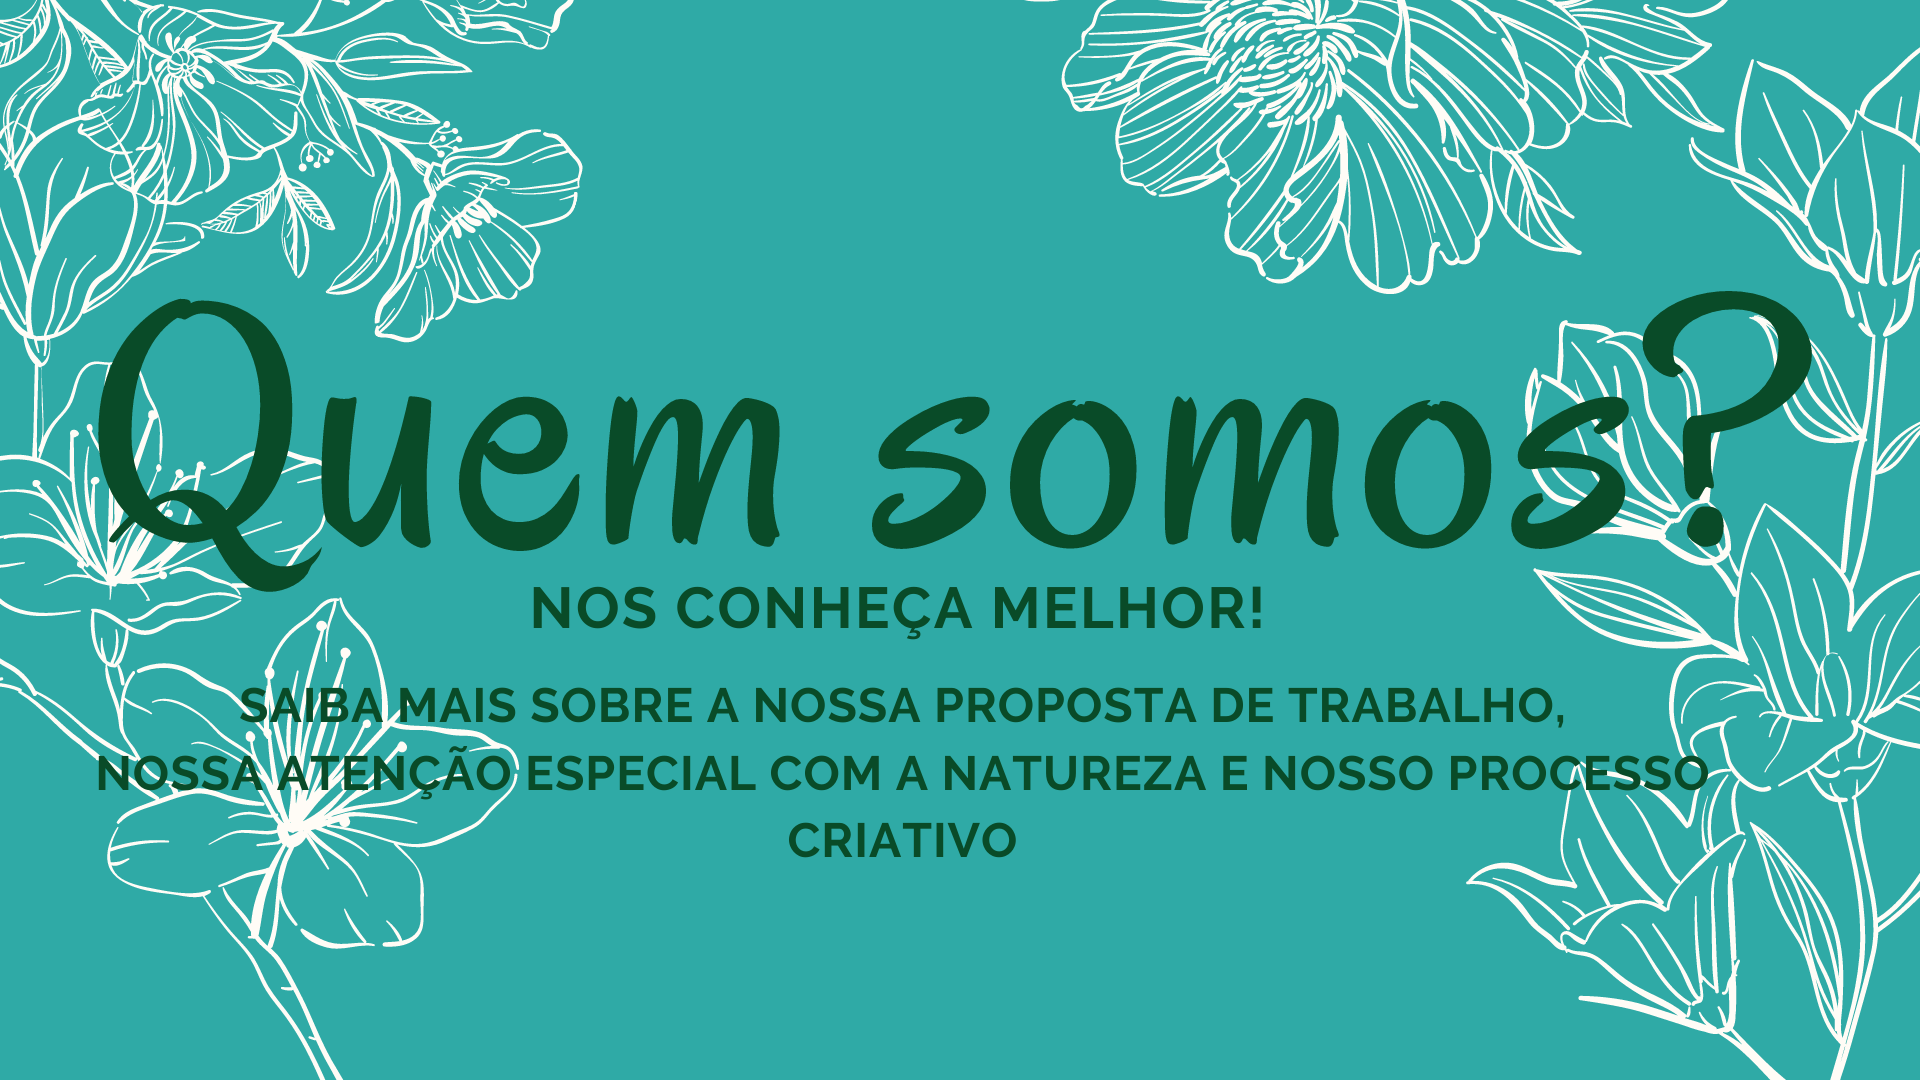 Quem somos?
NOS CONHEÇA MELHOR!
SAIBA MAIS SOBRE A NOSSA PROPOSTA DE TRABALHO,
NOSSA ATENÇÃO ESPECIAL COM A NATUREZA E NOSSO PROCESSO
CRIATIVO